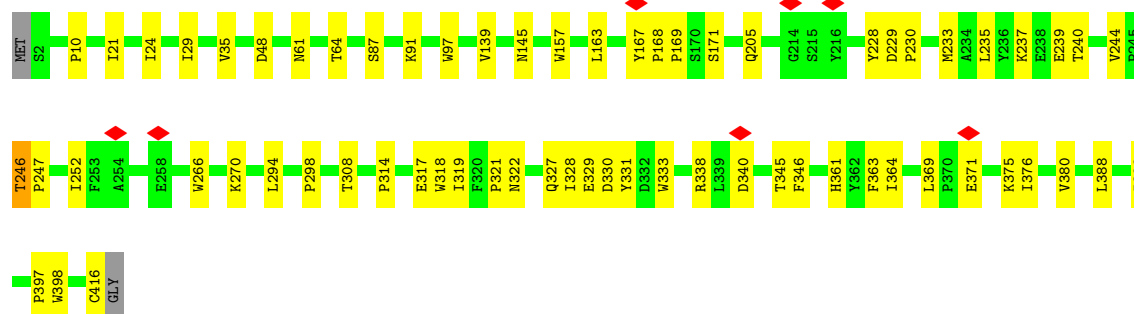 MET S2 P10 I21 I24 I29 V35 D48 N61 T64 S87 K91 W97 V139 N145 W157 L163 Y167 P168 P169 S170 S171 Q205 G214 S215 Y216 Y228 D229 P230 M233 A234 L235 Y236 K237 E238 E239 T240 V244
T246 P247 I252 F253 A254 E258 W266 K270 L294 P298 T308 P314 E317 W318 I319 F320 P321 N322 Q327 I328 E329 D330 Y331 D332 W333 R338 L339 D340 T345 F346 H361 Y362 F363 I364 L369 P370 E371 K375 I376 V380 L388
P397 W398 C416 GLY